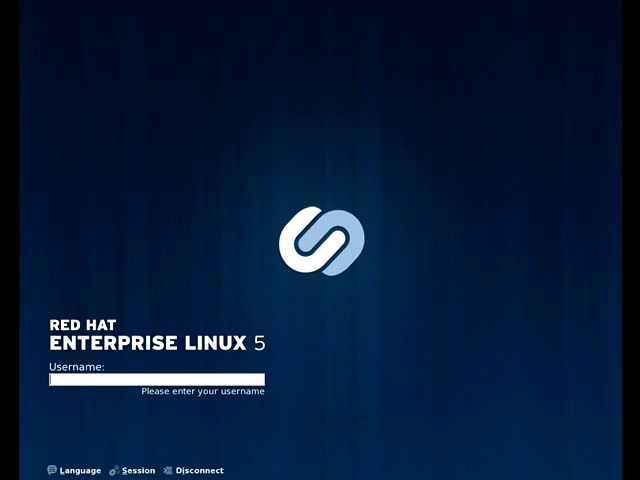 RED HAT
ENTERPRISE LINUX 5
Username:
Please enter your username
Language Session Disconnect